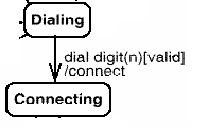 Dialing
dial digit(n)[valid]
/connect
Connecting